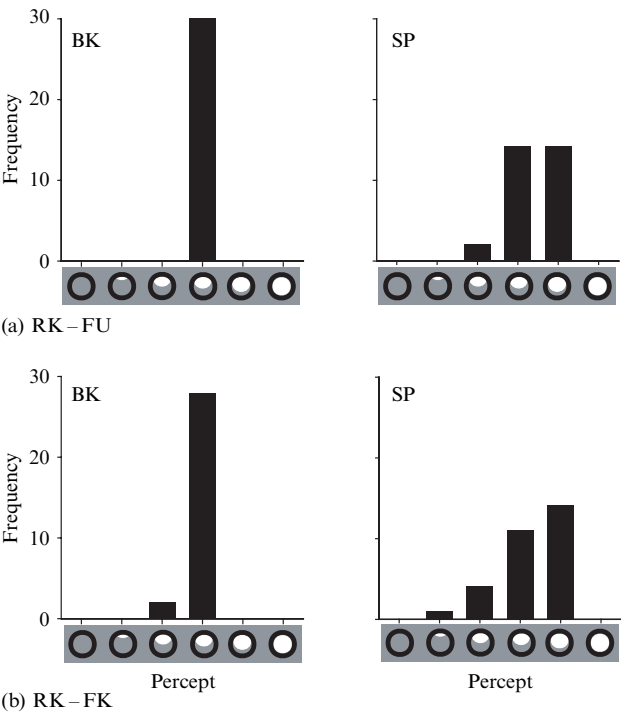 30
20
10
0
Frequency
BK
SP
(a) RK – FU
30
20
10
0
Frequency
BK
SP
Percept
Percept
(b) RK – FK